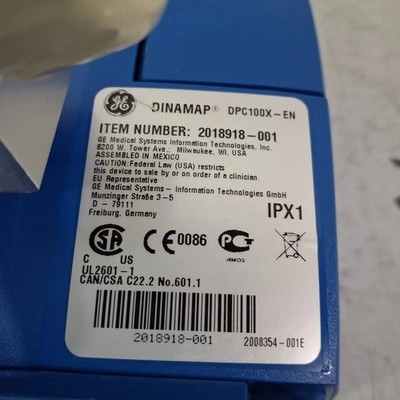 GE DINAMAP® DPC100X-EN
ITEM NUMBER: 2018918-001
GE Medical Systems Information Technologies, Inc.
8200 W. Tower Ave.; Milwaukee, WI, USA
ASSEMBLED IN MEXICO
CAUTION:Federal Law (USA) restricts
this device to sale by or on order of a clinician.
EU Representative
GE Medical Systems- Information Technologies GmbH
Munzinger Straße 3-5
D - 79111
Freiburg, Germany
IPX1
SA
C US
CE 0086
UL2601-1
CAN/CSA C22.2 No.601.1
2018918-001
2008354-001E